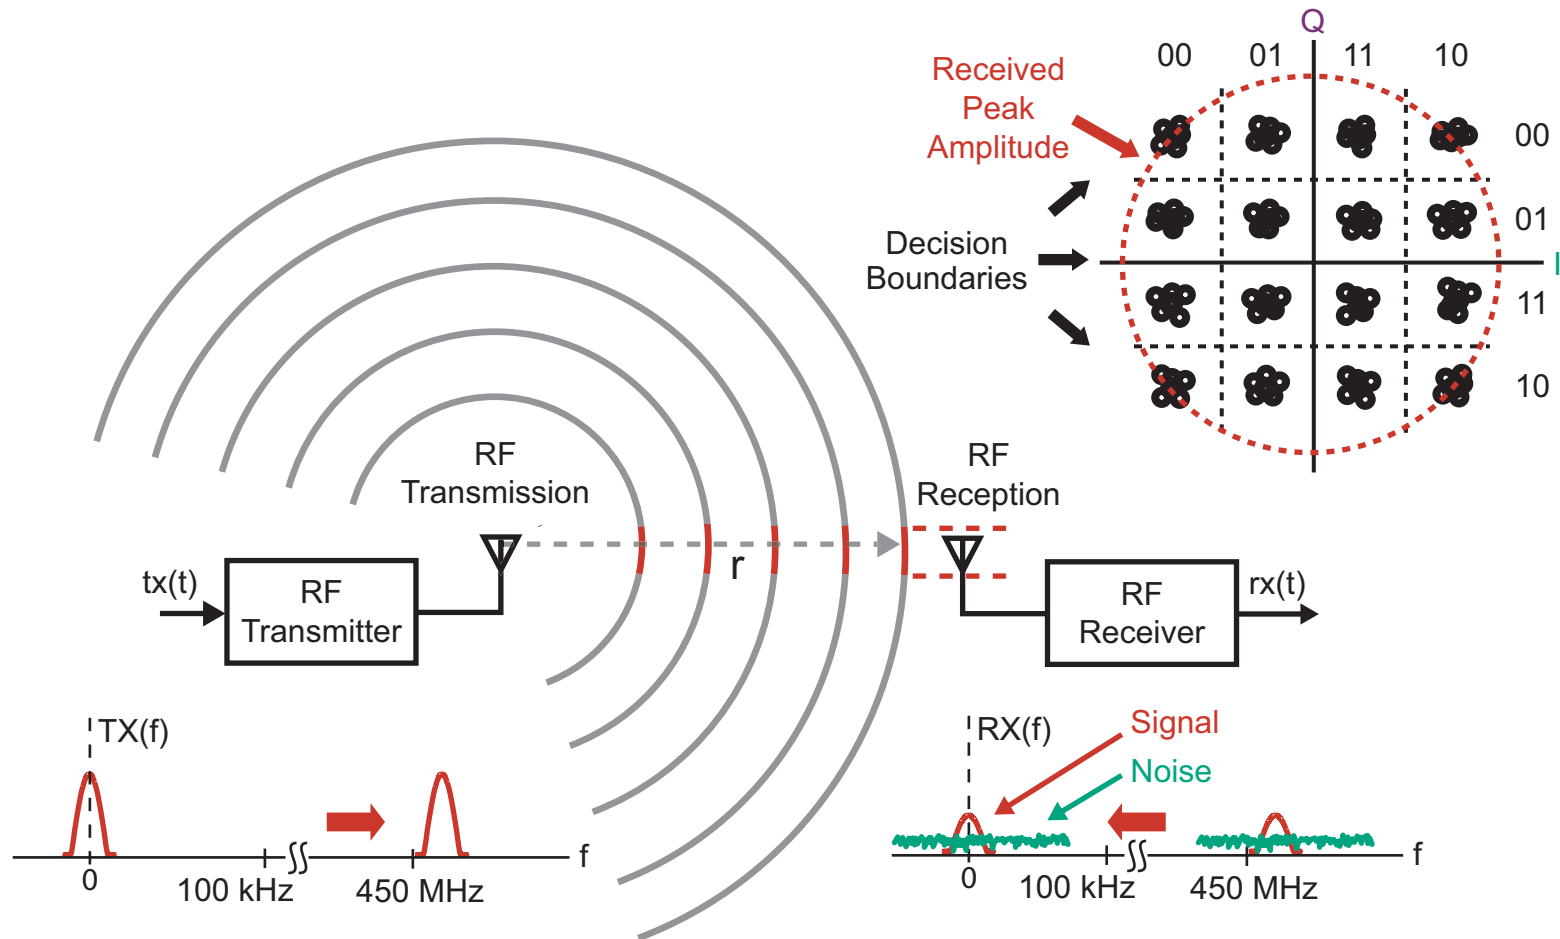 Q
00 01 11 10
Received
Peak
Amplitude
00
01
I
11
10
Decision
Boundaries
RF
Transmission
RF
Reception
r
tx(t)
RF
Transmitter
RF
Receiver
rx(t)
TX(f)
0
100 kHz
450 MHz
f
RX(f)
Signal
Noise
0
100 kHz
450 MHz
f